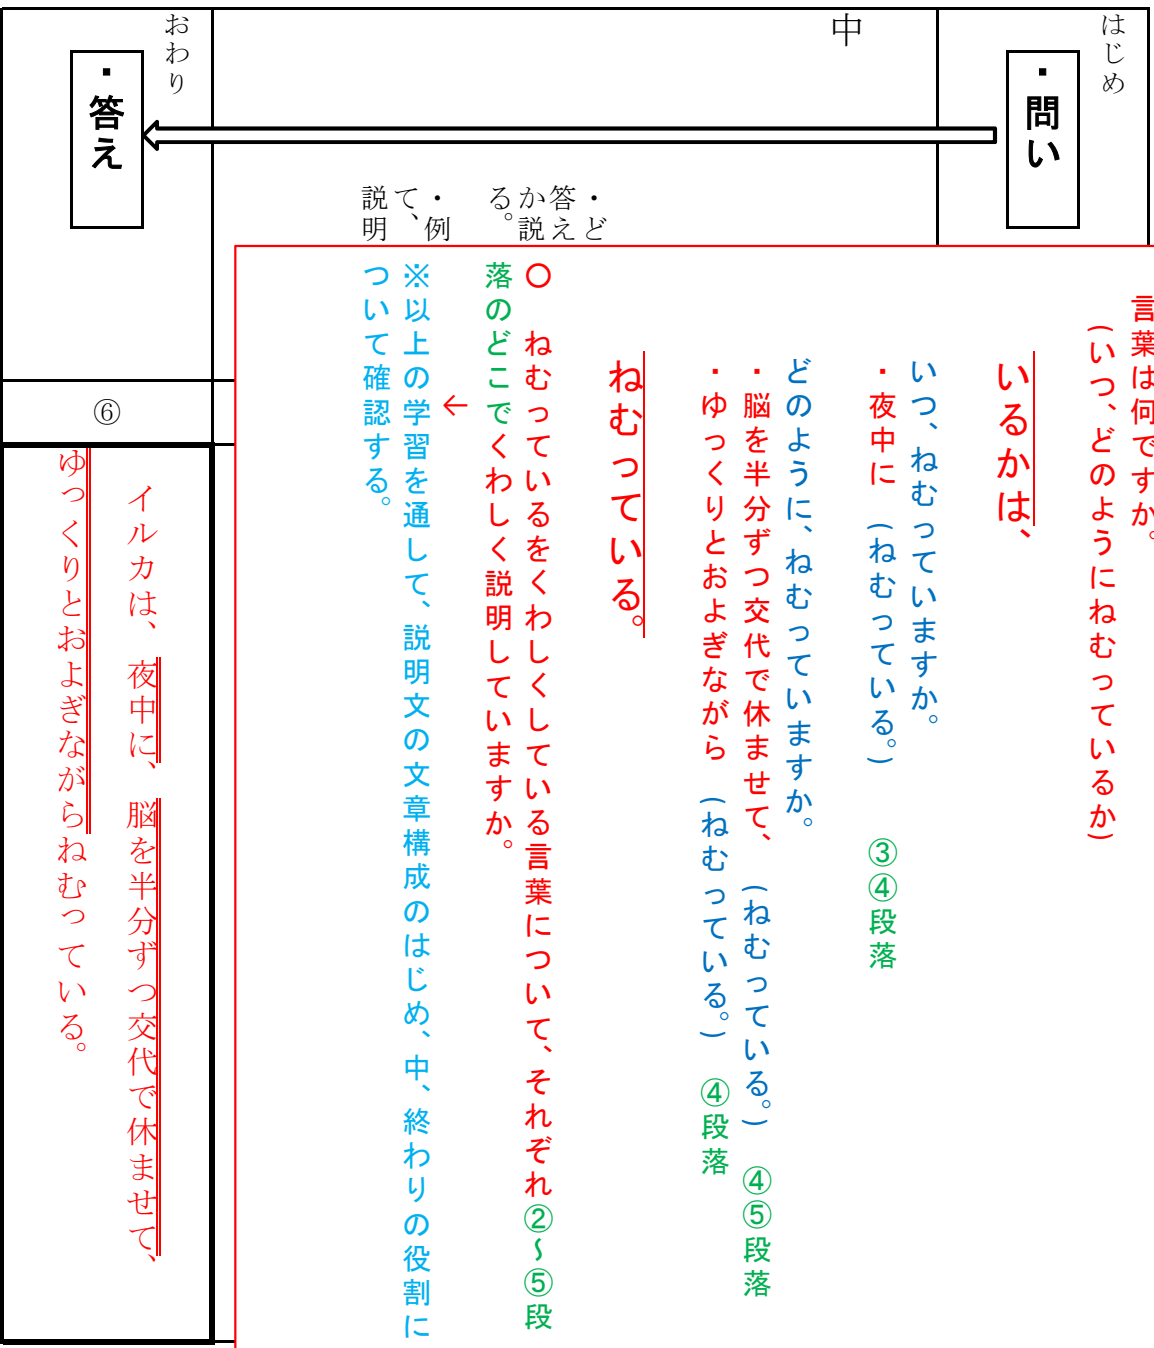 はじめ
・問い
中
・ど
答え
か説
る。
・例
て、
説明
おわり
・答え
言葉は何ですか。
(いつ、どのようにねむっているか)
いるかは、
いつ、ねむっていますか。
・夜中に (ねむっている。) ③④段落
どのように、ねむっていますか。
・脳を半分ずつ交代で休ませて、 (ねむっている。) ④⑤段落
・ゆっくりとおよぎながら (ねむっている。) ④段落
ねむっている。
〇 ねむっているをくわしくしている言葉について、それぞれ②~⑤段
落のどこでくわしく説明していますか。
←
※以上の学習を通して、説明文の文章構成のはじめ、中、終わりの役割に
ついて確認する。
⑥
イルカは、夜中に、脳を半分ずつ交代で休ませて、
ゆっくりとおよぎながらねむっている。